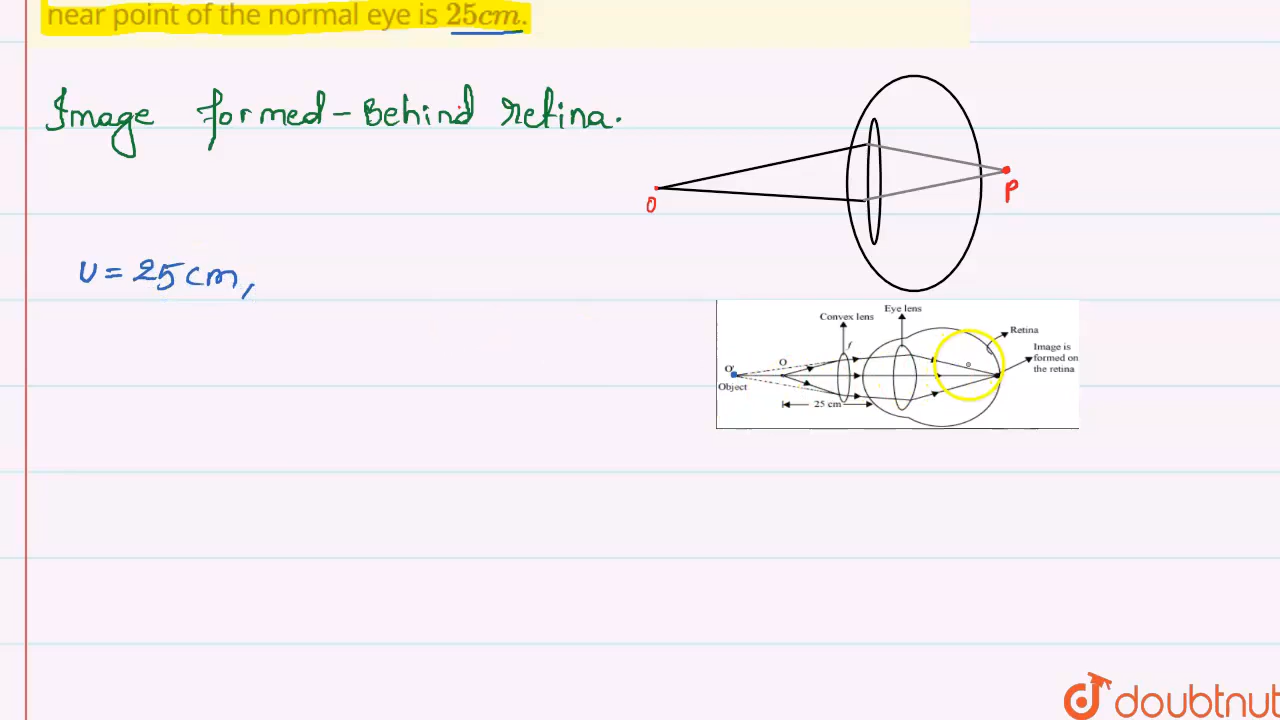 near point of the normal eye is 25cm.
Image formed-Behind retina.
O
P
u = 25 cm,
Eye lens
Convex lens
Retina
f
Image is
formed on
the retina
O'
O
Object
25 cm
doubtnut